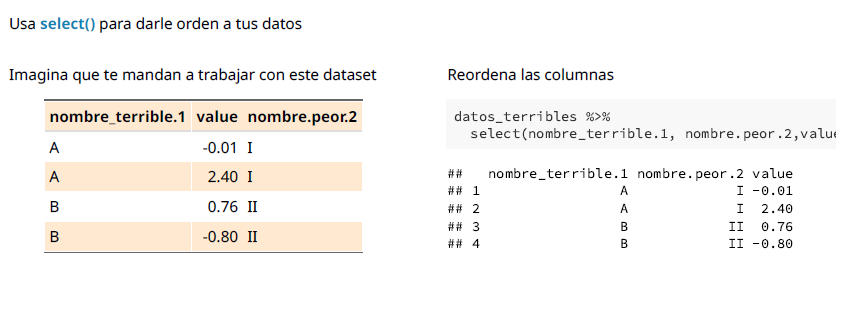 Usa select() para darle orden a tus datos
Imagina que te mandan a trabajar con este dataset
nombre_terrible.1 value nombre.peor.2
A -0.01 I
A 2.40 I
B 0.76 II
B -0.80 II
Reordena las columnas
datos_terribles %>%
select(nombre_terrible.1, nombre.peor.2,value
## nombre_terrible.1 nombre.peor.2 value
## 1 A I -0.01
## 2 A I 2.40
## 3 B II 0.76
## 4 B II -0.80